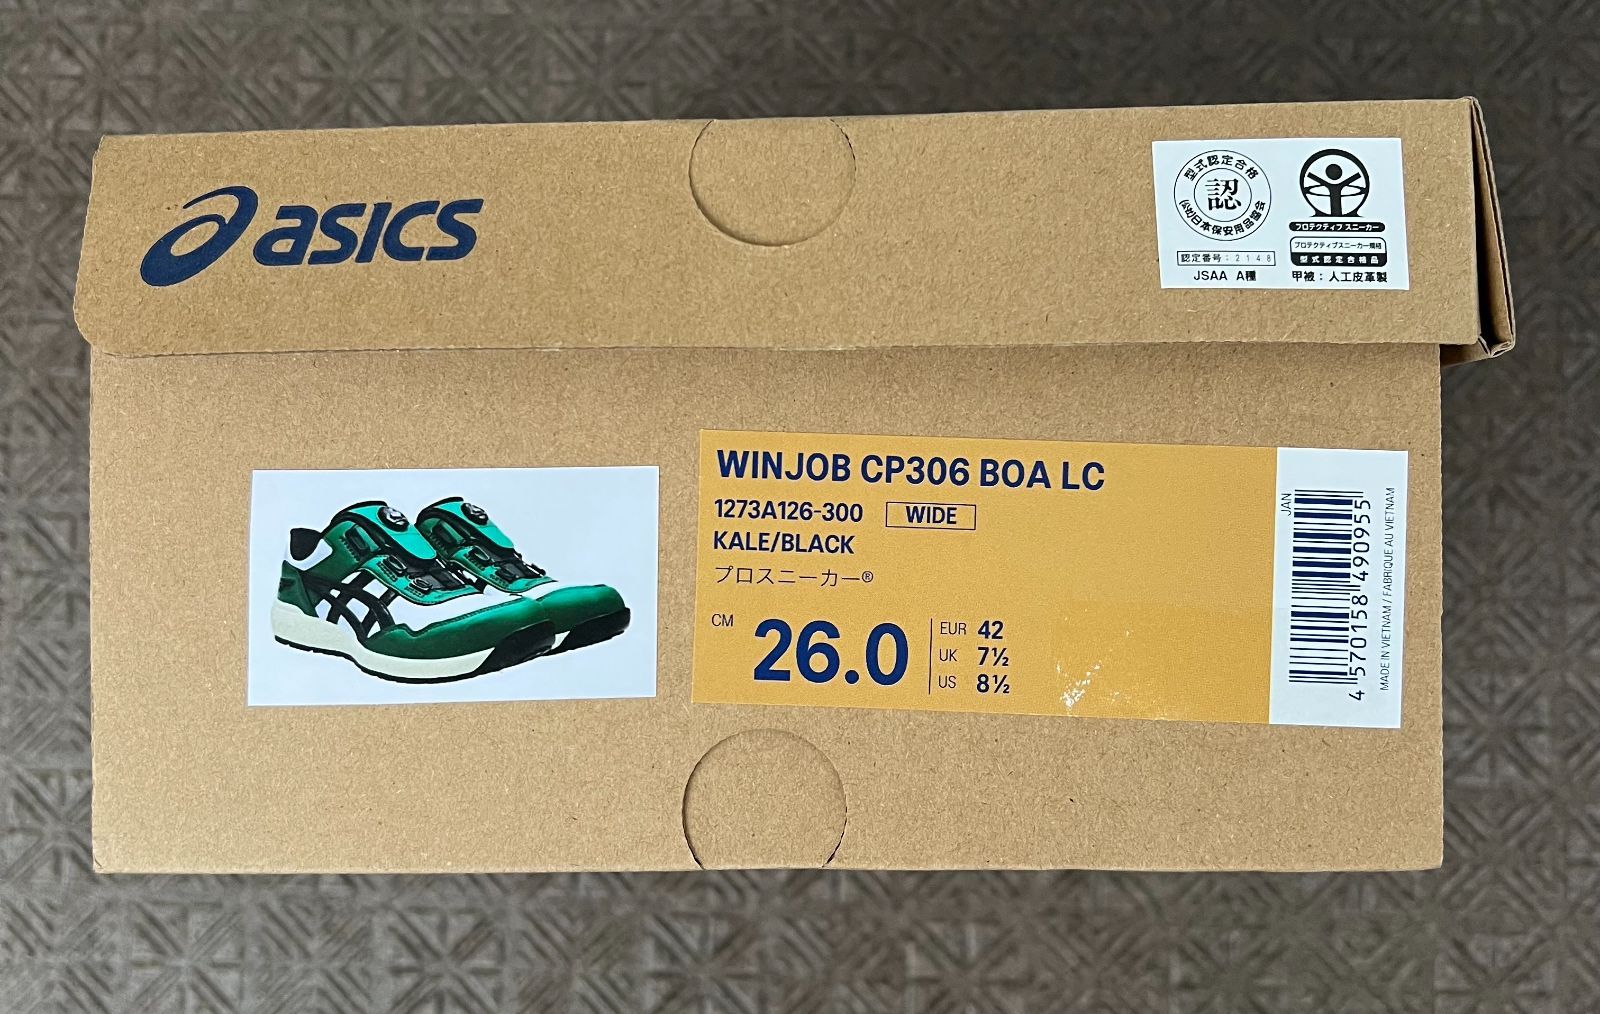 asics
型式認定合格
認
(公社)日本保安用品協会
認定番号：2148
JSAA A種
プロテクティブ スニーカー
プロテクティブスニーカー規格
型式認定合格品
甲被：人工皮革製
WINJOB CP306 BOA LC
1273A126-300 WIDE
KALE/BLACK
プロスニーカー®
CM 26.0
EUR 42
UK 7½
US 8½
JAN
4 570158 490955
MADE IN VIETNAM / FABRIQUE AU VIETNAM